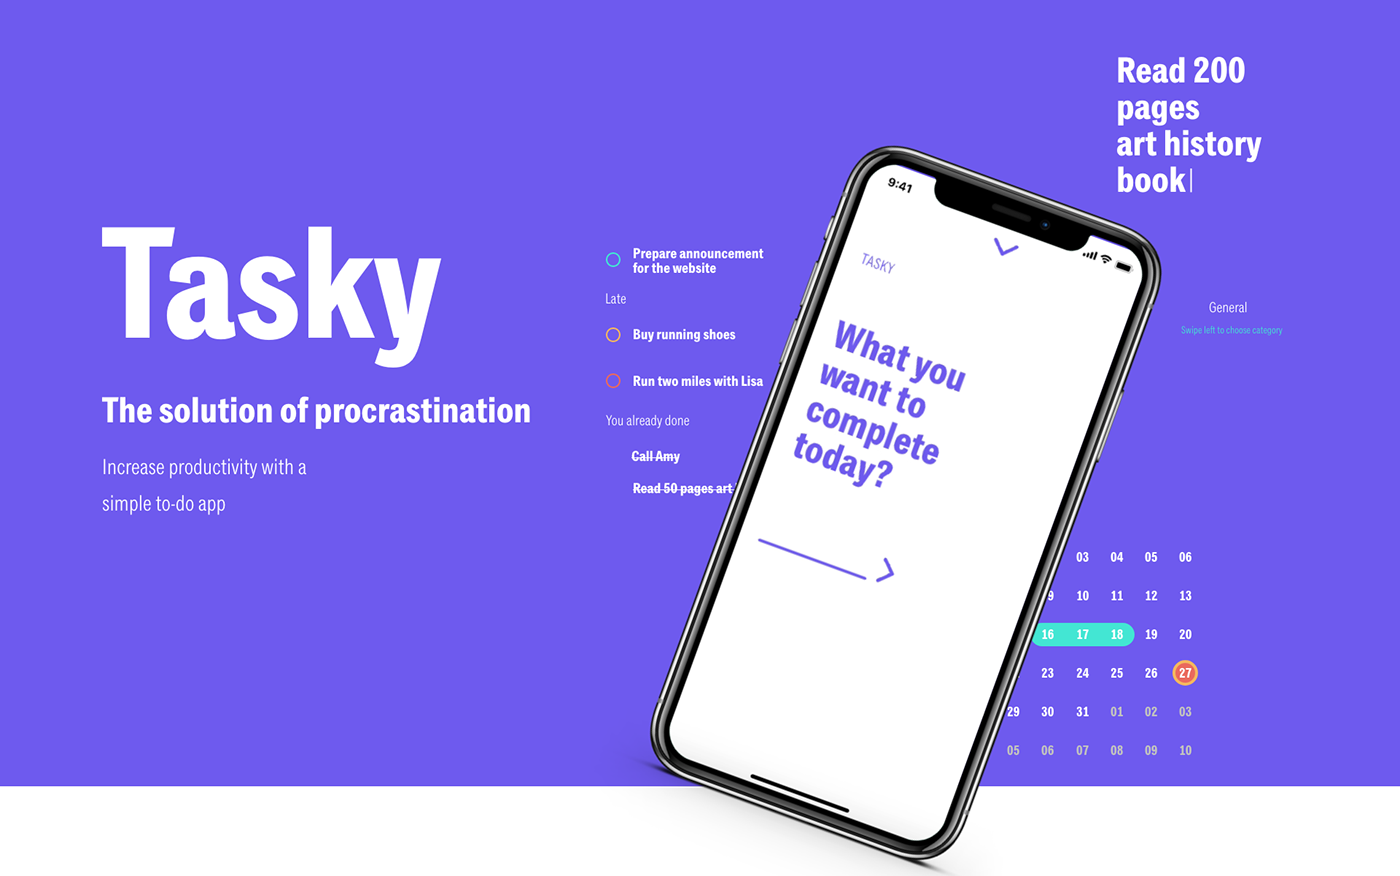 Tasky
The solution of procrastination
Increase productivity with a
simple to-do app
Prepare announcement
for the website
Late
Buy running shoes
Run two miles with Lisa
You already done
Call Amy
Read 50 pages art
9:41
TASKY
What you
want to
complete
today?
Read 200
pages
art history
book
General
Swipe left to choose category
03 04 05 06
9 10 11 12 13
16 17 18 19 20
23 24 25 26 27
29 30 31 01 02 03
05 06 07 08 09 10